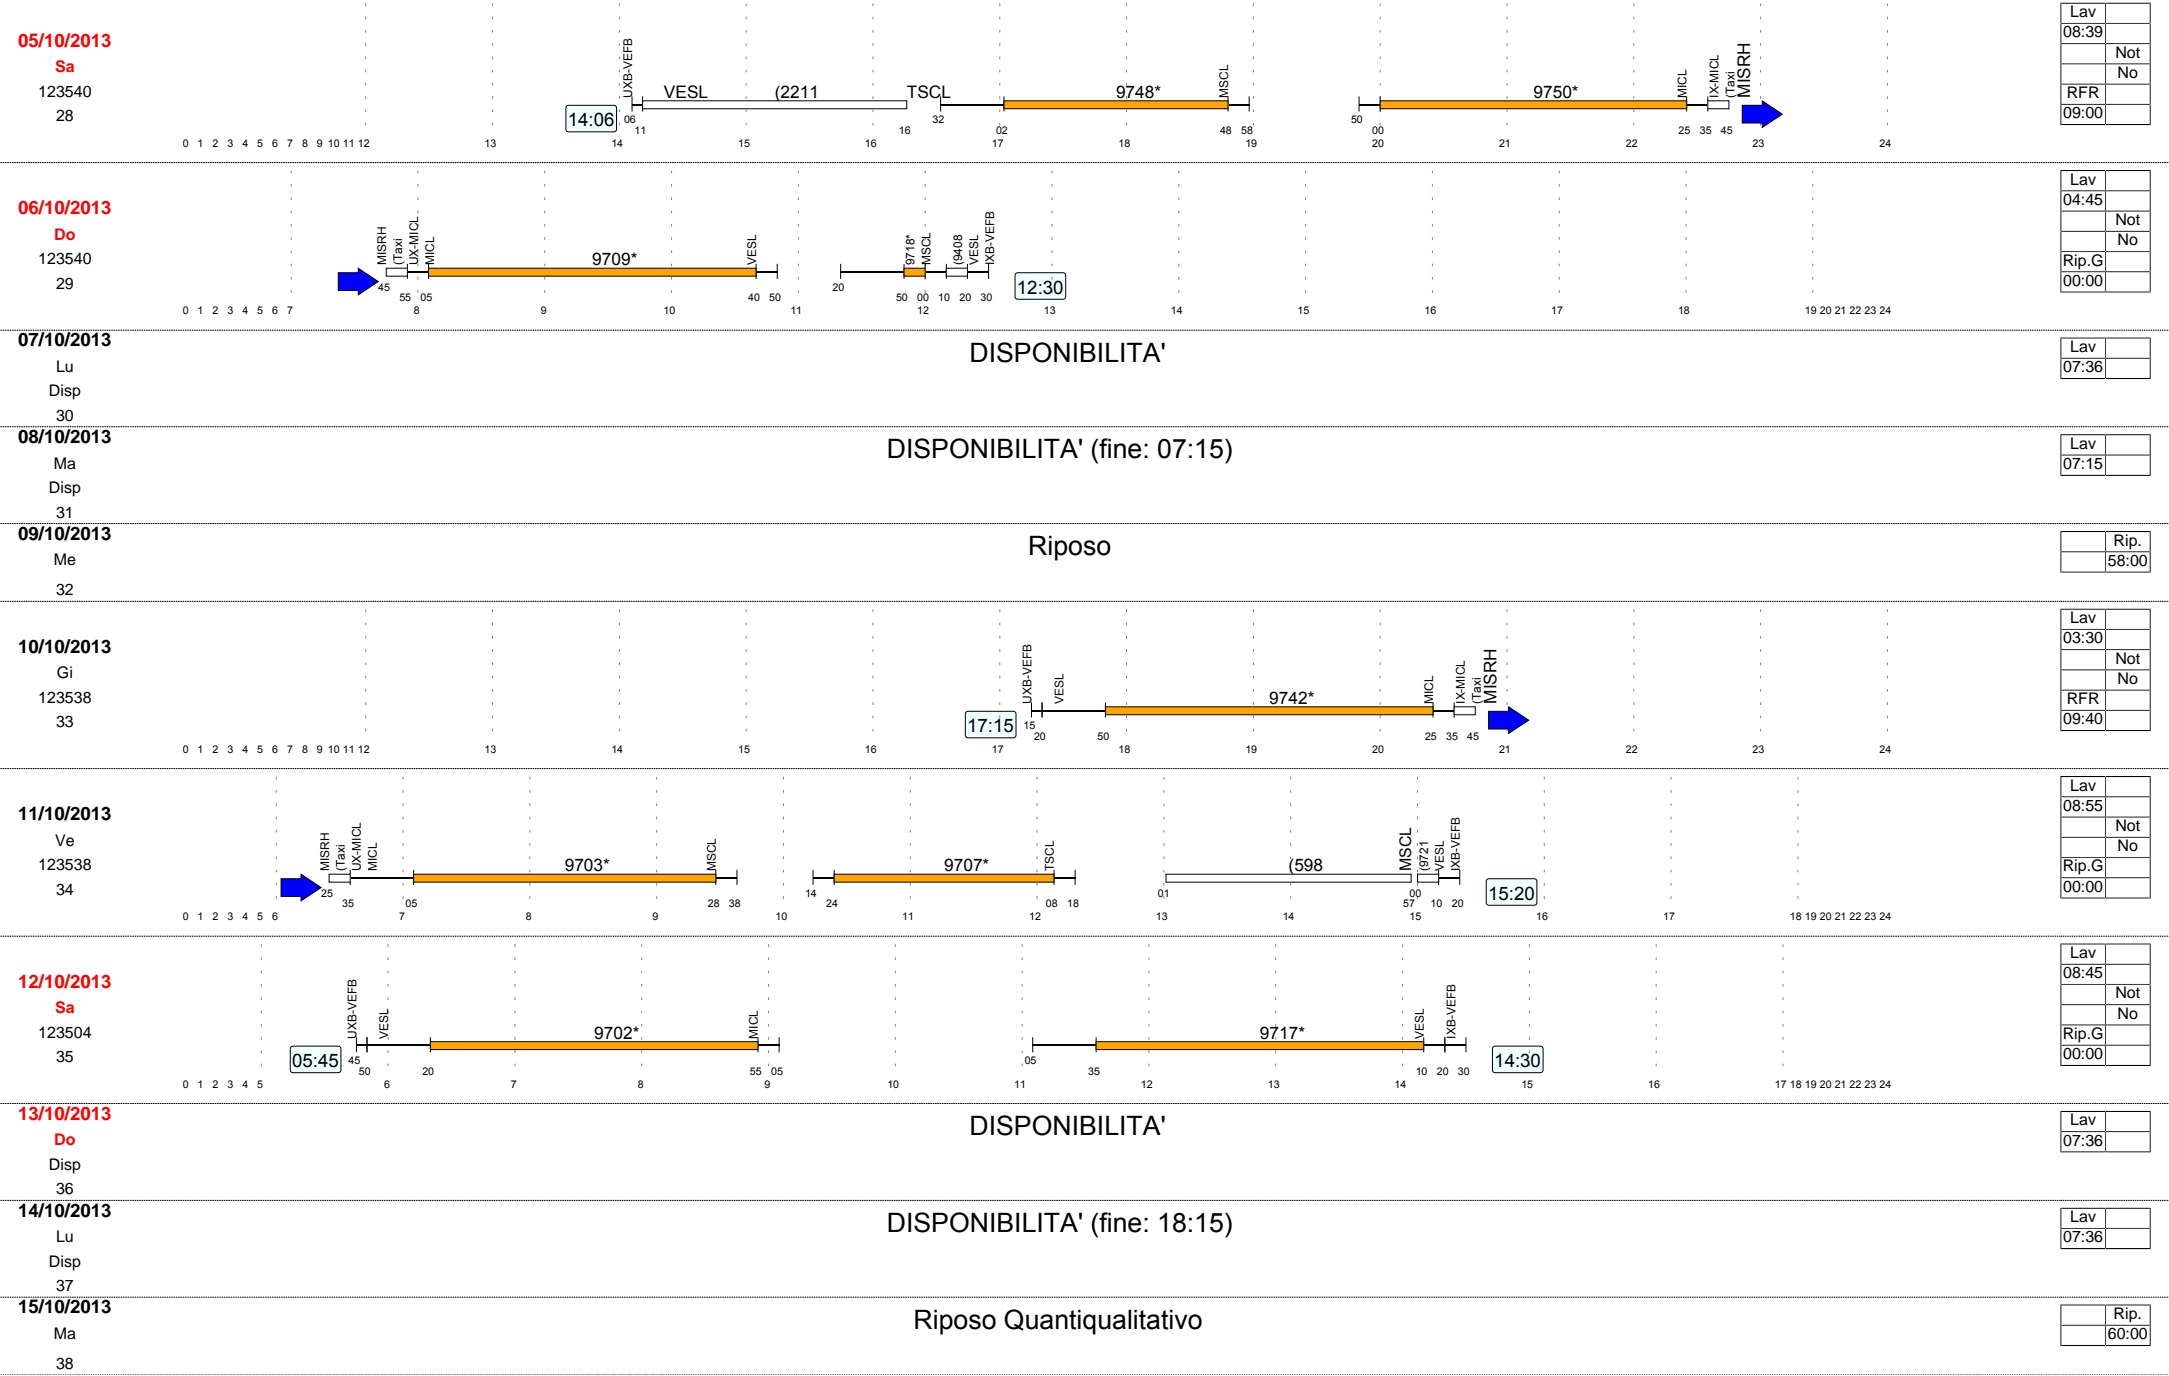 05/10/2013
Sa
123540
28
14:06
UXB-VEFB
VESL (2211 TSCL 9748* MSCL 9750* MICL IX-MICL (Taxi MISRH
06 11 16 32 02 48 58 50 00 25 35 45
0 1 2 3 4 5 6 7 8 9 10 11 12 13 14 15 16 17 18 19 20 21 22 23 24
Lav
08:39
Not
No
RFR
09:00
06/10/2013
Do
123540
29
MISRH (Taxi UX-MICL MICL 9709* VESL 9718* MSCL (9408 VESL IXB-VEFB
45 55 05 40 50 20 50 00 10 20 30
12:30
0 1 2 3 4 5 6 7 8 9 10 11 12 13 14 15 16 17 18 19 20 21 22 23 24
Lav
04:45
Not
No
Rip.G
00:00
07/10/2013
Lu
Disp
30
DISPONIBILITA'
Lav
07:36
08/10/2013
Ma
Disp
31
DISPONIBILITA' (fine: 07:15)
Lav
07:15
09/10/2013
Me
32
Riposo
Rip.
58:00
10/10/2013
Gi
123538
33
17:15
UXB-VEFB VESL 9742* MICL IX-MICL (Taxi MISRH
15 20 50 25 35 45
0 1 2 3 4 5 6 7 8 9 10 11 12 13 14 15 16 17 18 19 20 21 22 23 24
Lav
03:30
Not
No
RFR
09:40
11/10/2013
Ve
123538
34
MISRH (Taxi UX-MICL MICL 9703* MSCL 9707* TSCL (598 MSCL (9721 VESL IXB-VEFB
25 35 05 28 38 14 24 08 18 01 57 00 10 20
15:20
0 1 2 3 4 5 6 7 8 9 10 11 12 13 14 15 16 17 18 19 20 21 22 23 24
Lav
08:55
Not
No
Rip.G
00:00
12/10/2013
Sa
123504
35
05:45
UXB-VEFB VESL 9702* MICL 9717* VESL IXB-VEFB
45 50 20 55 05 05 35 10 20 30
14:30
0 1 2 3 4 5 6 7 8 9 10 11 12 13 14 15 16 17 18 19 20 21 22 23 24
Lav
08:45
Not
No
Rip.G
00:00
13/10/2013
Do
Disp
36
DISPONIBILITA'
Lav
07:36
14/10/2013
Lu
Disp
37
DISPONIBILITA' (fine: 18:15)
Lav
07:36
15/10/2013
Ma
38
Riposo Quantiqualitativo
Rip.
60:00